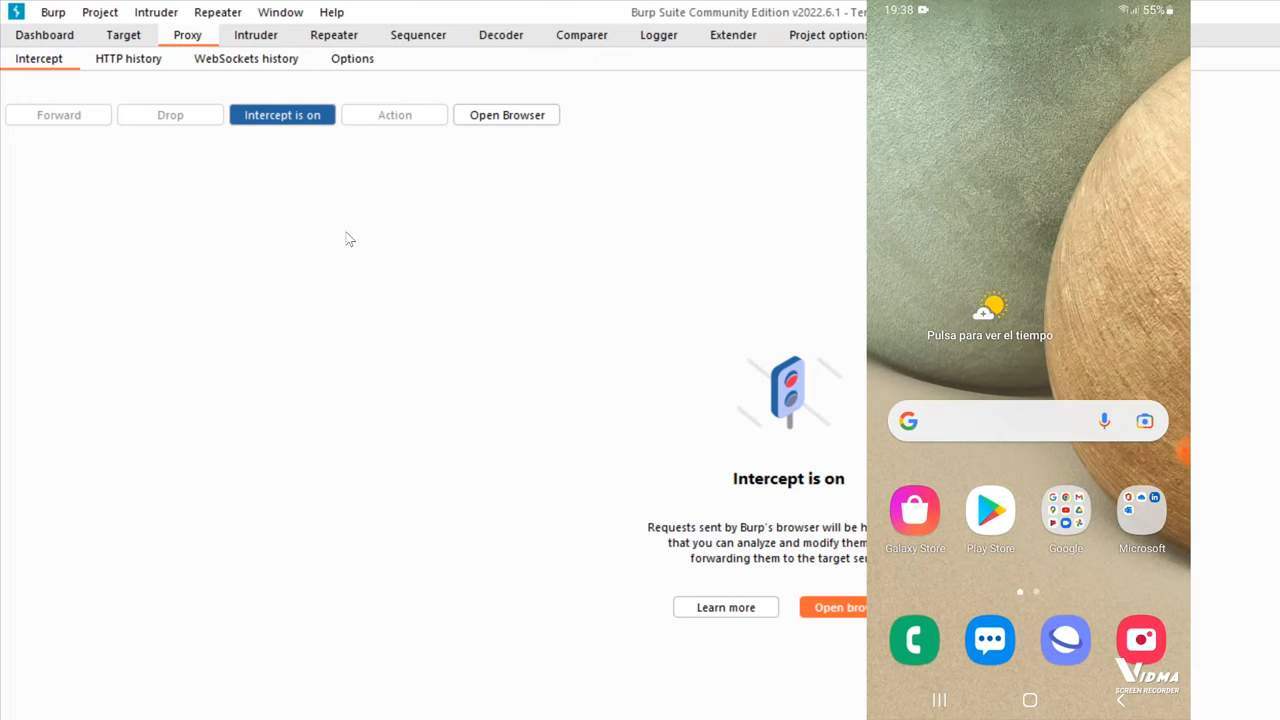 Burp Project Intruder Repeater Window Help
Burp Suite Community Edition v2022.6.1 - Te
Dashboard Target Proxy Intruder Repeater Sequencer Decoder Comparer Logger Extender Project options
Intercept HTTP history WebSockets history Options
Forward Drop Intercept is on Action Open Browser
Intercept is on
Requests sent by Burp's browser will be h
that you can analyze and modify them
forwarding them to the target se
Learn more Open bro
19:38 55%
Pulsa para ver el tiempo
Galaxy Store Play Store Google Microsoft
VIDMA
SCREEN RECORDER